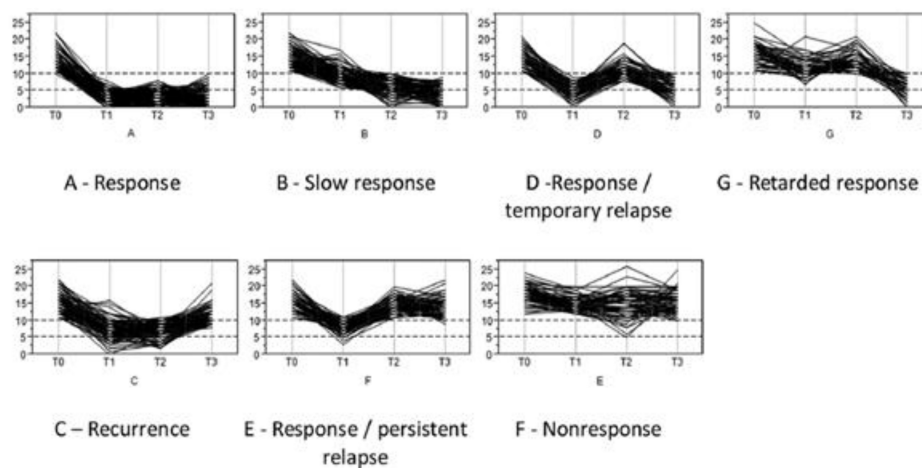 25 25 25 25
20 20 20 20
15 15 15 15
10 10 10 10
5 5 5 5
0 0 0 0
T0 T1 T2 T3 T0 T1 T2 T3 T0 T1 T2 T3 T0 T1 T2 T3
A B D G
A - Response B - Slow response D -Response / G - Retarded response
temporary relapse
25 25 25
20 20 20
15 15 15
10 10 10
5 5 5
0 0 0
T0 T1 T2 T3 T0 T1 T2 T3 T0 T1 T2 T3
C F E
C – Recurrence E - Response / persistent F - Nonresponse
relapse